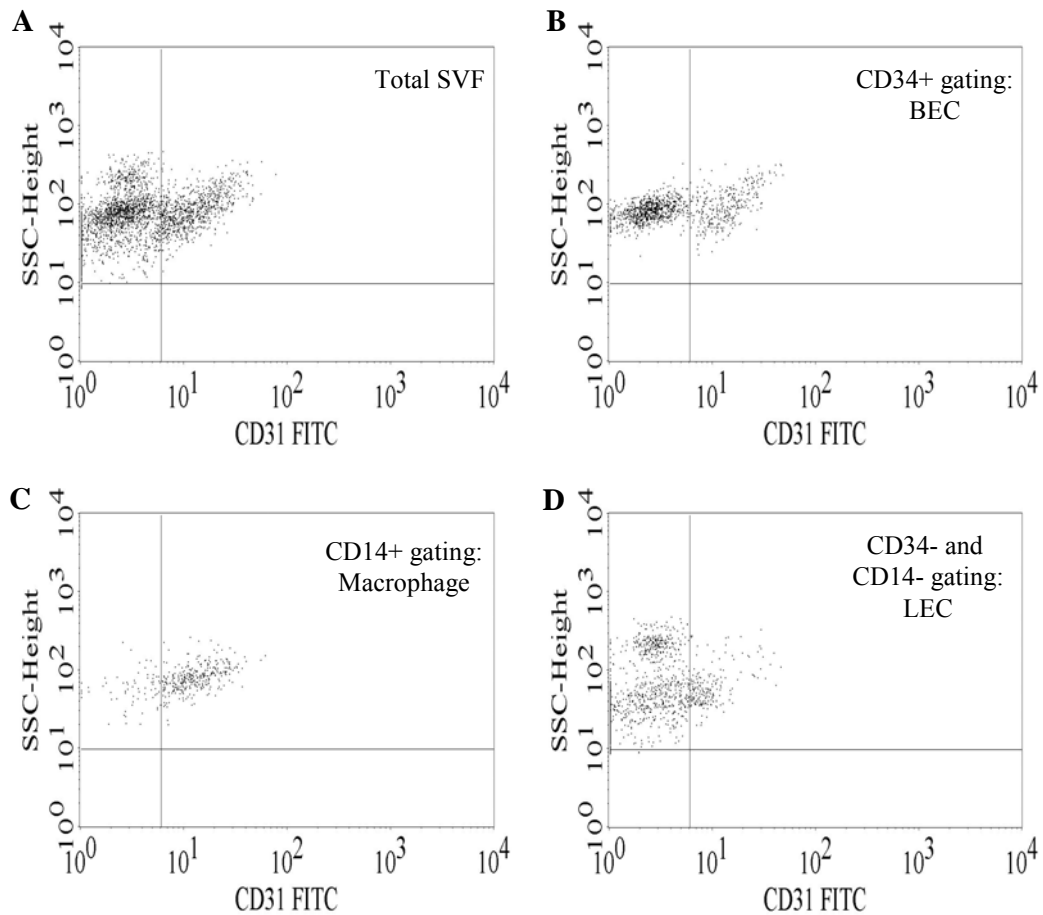 A
SSC-Height
10^4
10^3
10^2
10^1
10^0
Total SVF
10^0 10^1 10^2 10^3 10^4
CD31 FITC
B
SSC-Height
10^4
10^3
10^2
10^1
10^0
CD34+ gating:
BEC
10^0 10^1 10^2 10^3 10^4
CD31 FITC
C
SSC-Height
10^4
10^3
10^2
10^1
10^0
CD14+ gating:
Macrophage
10^0 10^1 10^2 10^3 10^4
CD31 FITC
D
SSC-Height
10^4
10^3
10^2
10^1
10^0
CD34- and
CD14- gating:
LEC
10^0 10^1 10^2 10^3 10^4
CD31 FITC